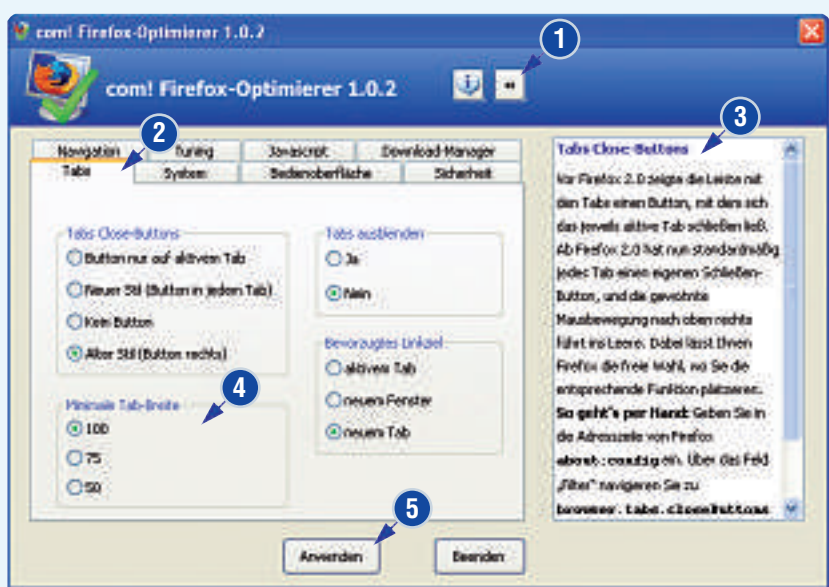 com! Firefox-Optimierer 1.0.2
com! Firefox-Optimierer 1.0.2
1
2
3
Navigation Tuning Javascript Download-Manager
Tabs System Bedienoberfläche Sicherheit
Tabs Close-Buttons
Button nur auf aktivem Tab
Neuer Stil (Button in jedem Tab)
Kein Button
Alter Stil (Button rechts)
Minimale Tab-Breite
4
100
75
50
Tabs ausblenden
Ja
Nein
Bevorzugtes Linkziel
aktivem Tab
neuem Fenster
neuem Tab
Tabs Close-Buttons
Vor Firefox 2.0 zeigte die Leiste mit
den Tabs einen Button, mit dem sich
das jeweils aktive Tab schließen ließ.
Ab Firefox 2.0 hat nun standardmäßig
jedes Tab einen eigenen Schließen-
Button, und die gewohnte
Mausbewegung nach oben rechts
führt ins Leere. Dabei lässt Ihnen
Firefox die freie Wahl, wo Sie die
entsprechende Funktion platzieren.
So geht's per Hand: Geben Sie in
die Adresszeile von Firefox
about:config ein. Über das Feld
„Filter" navigieren Sie zu
browser.tabs.closeButtons
5
Anwenden Beenden